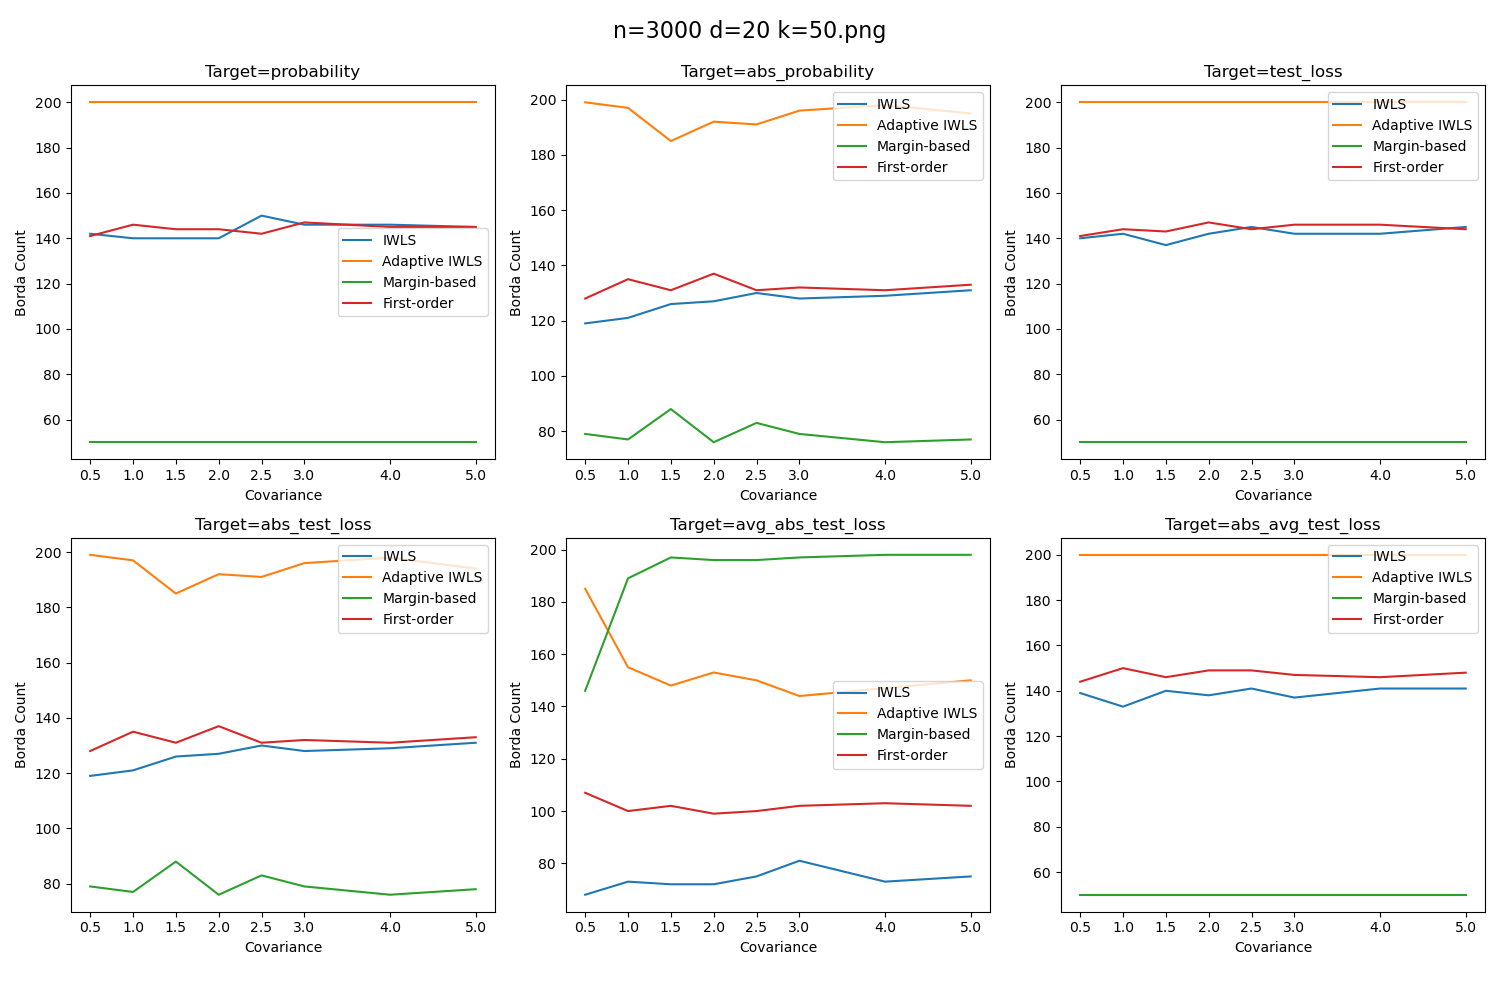 n=3000 d=20 k=50.png
Target=probability
200
180
160
140
120
100
80
60
Borda Count
0.5 1.0 1.5 2.0 2.5 3.0 4.0 5.0
Covariance
IWLS
Adaptive IWLS
Margin-based
First-order
Target=abs_probability
200
180
160
140
120
100
80
Borda Count
0.5 1.0 1.5 2.0 2.5 3.0 4.0 5.0
Covariance
IWLS
Adaptive IWLS
Margin-based
First-order
Target=test_loss
200
180
160
140
120
100
80
60
Borda Count
0.5 1.0 1.5 2.0 2.5 3.0 4.0 5.0
Covariance
IWLS
Adaptive IWLS
Margin-based
First-order
Target=abs_test_loss
200
180
160
140
120
100
80
Borda Count
0.5 1.0 1.5 2.0 2.5 3.0 4.0 5.0
Covariance
IWLS
Adaptive IWLS
Margin-based
First-order
Target=avg_abs_test_loss
200
180
160
140
120
100
80
Borda Count
0.5 1.0 1.5 2.0 2.5 3.0 4.0 5.0
Covariance
IWLS
Adaptive IWLS
Margin-based
First-order
Target=abs_avg_test_loss
200
180
160
140
120
100
80
60
Borda Count
0.5 1.0 1.5 2.0 2.5 3.0 4.0 5.0
Covariance
IWLS
Adaptive IWLS
Margin-based
First-order